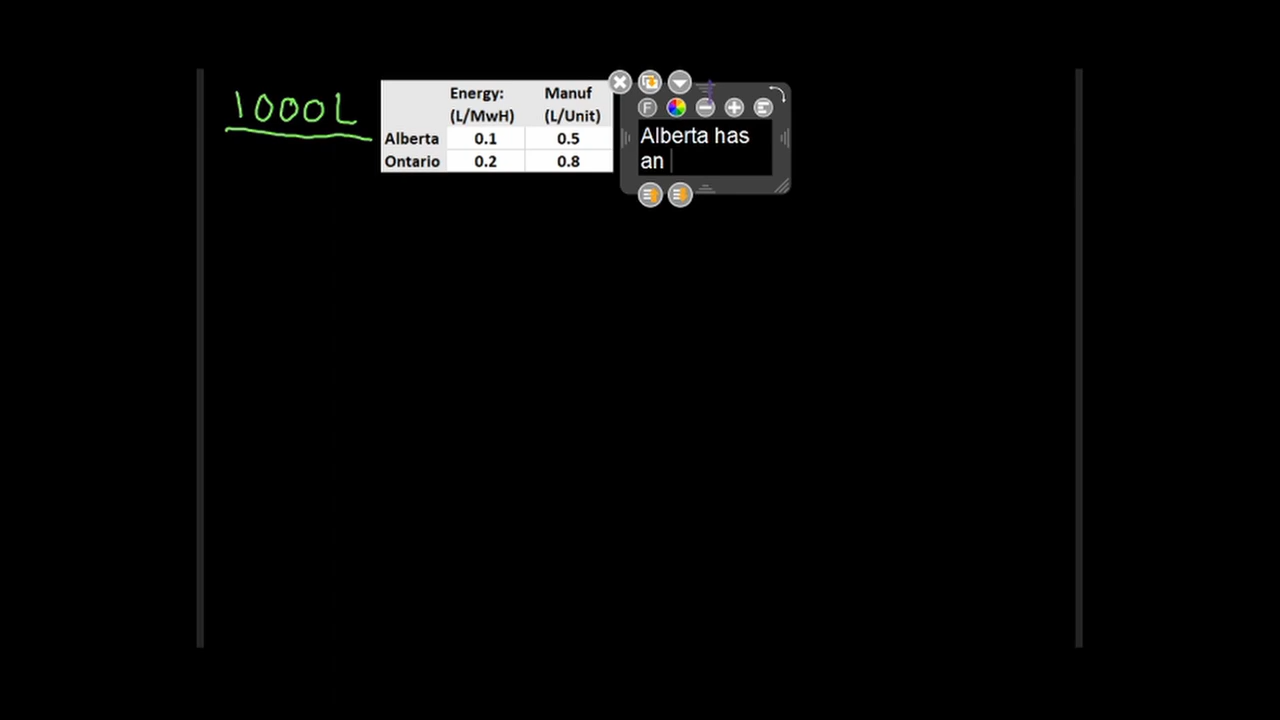 1000L
Energy: Manuf
(L/MwH) (L/Unit)
Alberta 0.1 0.5
Ontario 0.2 0.8
F
Alberta has
an